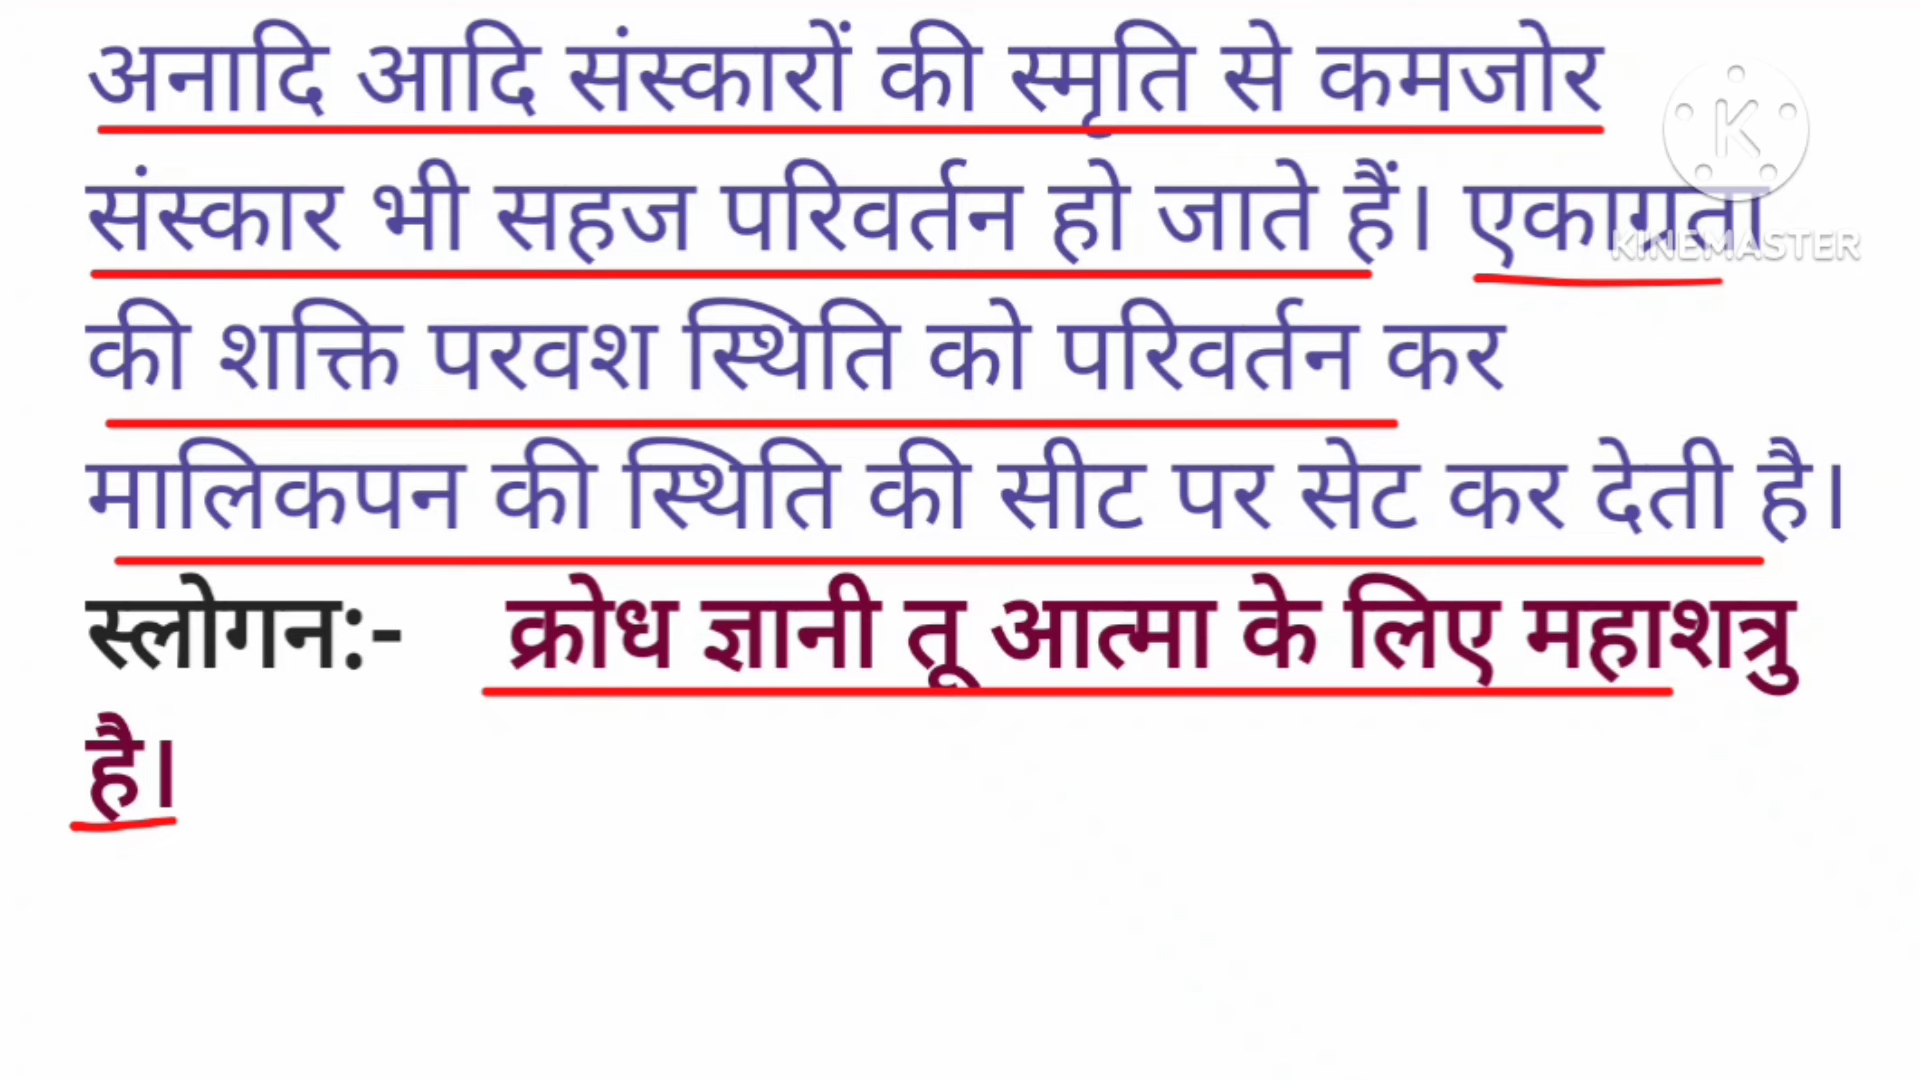 अनादि आदि संस्कारों की स्मृति से कमजोर
संस्कार भी सहज परिवर्तन हो जाते हैं। एकाग्रता
की शक्ति परवश स्थिति को परिवर्तन कर
मालिकपन की स्थिति की सीट पर सेट कर देती है।
स्लोगन:- क्रोध ज्ञानी तू आत्मा के लिए महाशत्रु
है।
K
KINEMASTER